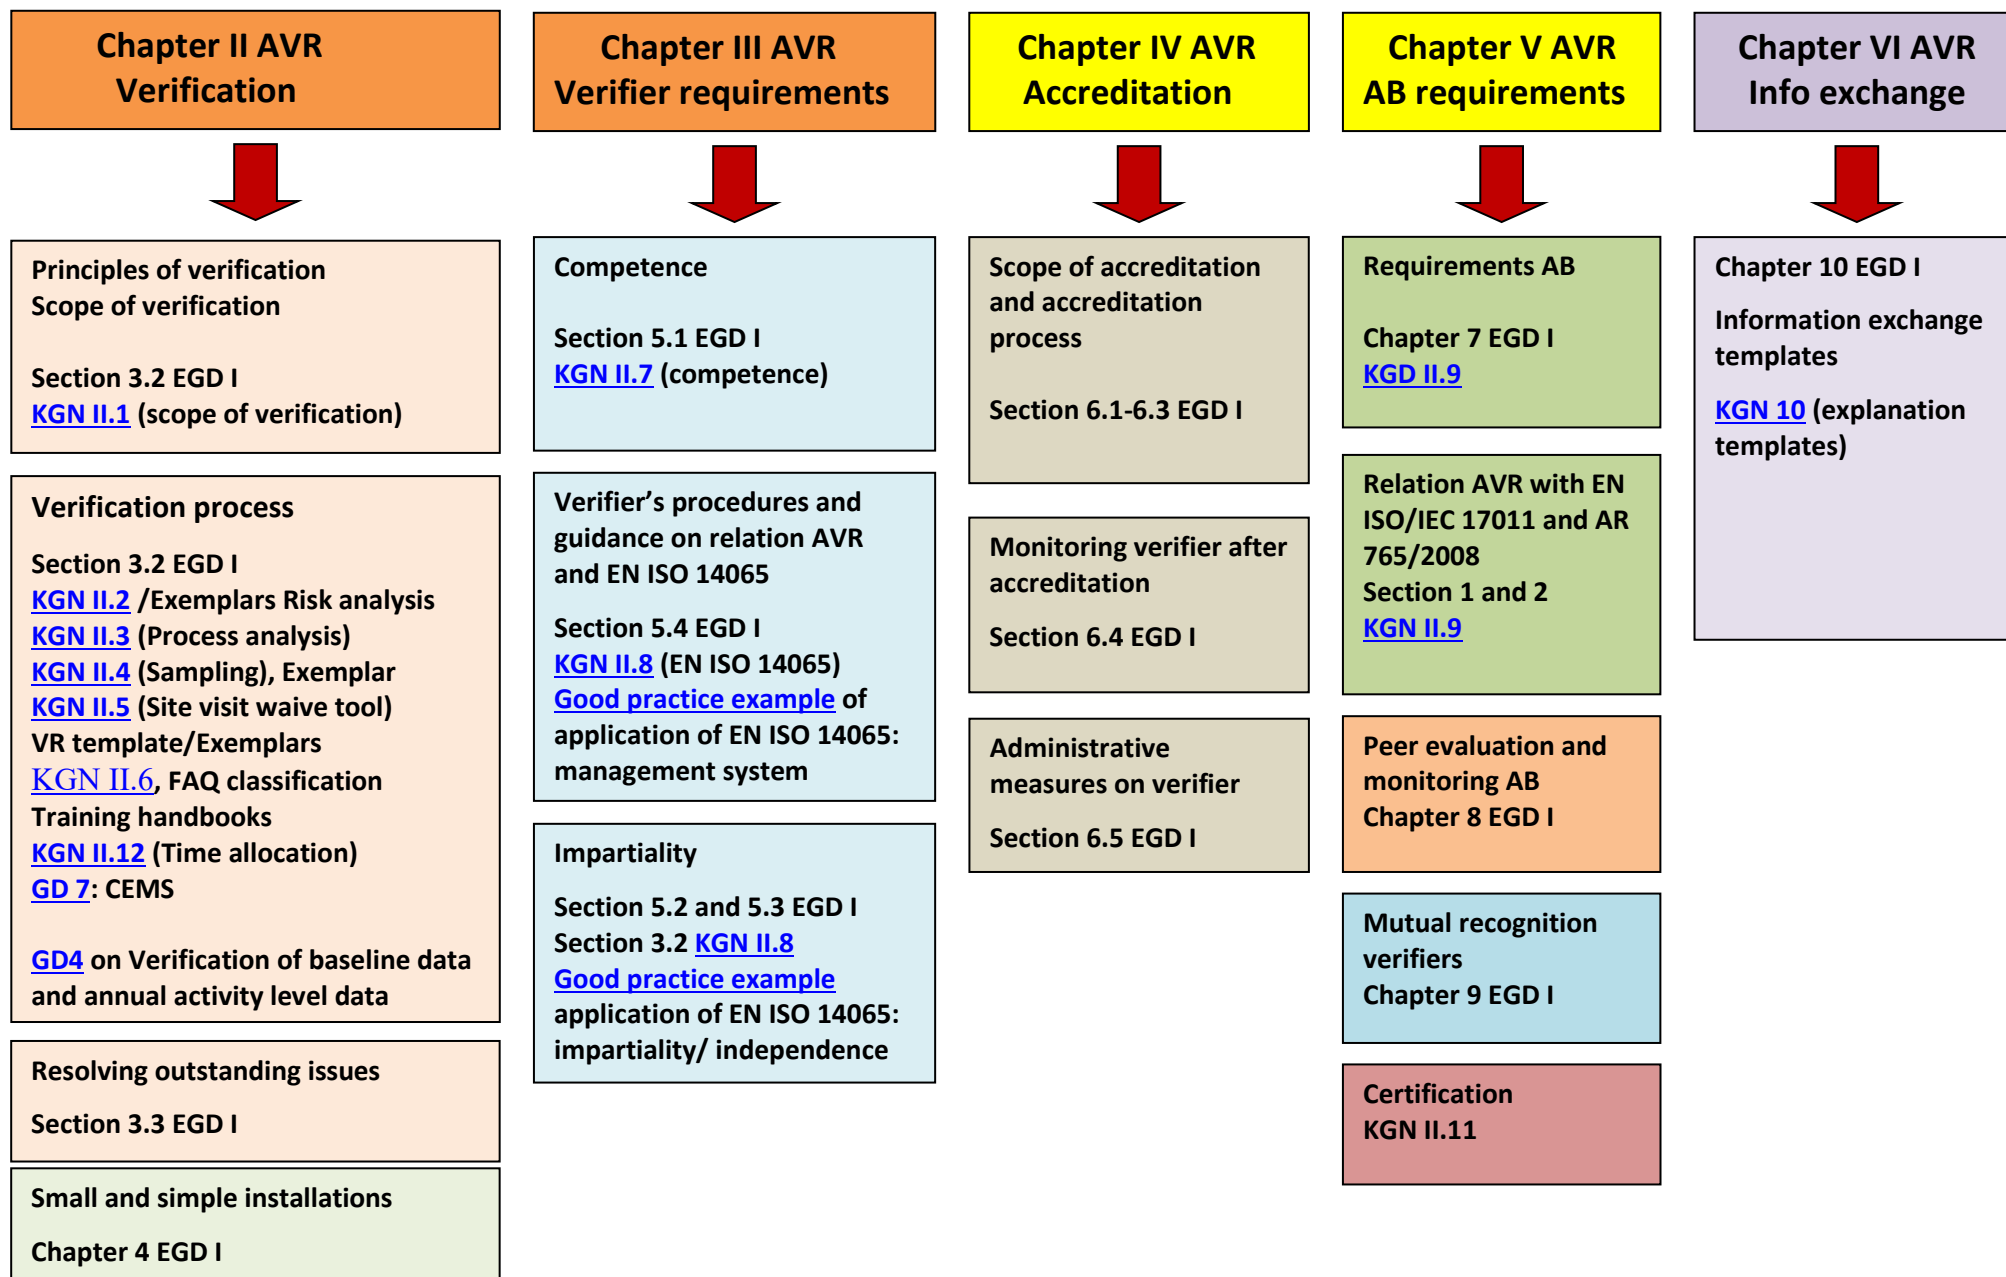 Chapter II AVR
Verification
Chapter III AVR
Verifier requirements
Chapter IV AVR
Accreditation
Chapter V AVR
AB requirements
Chapter VI AVR
Info exchange
Principles of verification
Scope of verification
Section 3.2 EGD I
KGN II.1 (scope of verification)
Verification process
Section 3.2 EGD I
KGN II.2 /Exemplars Risk analysis
KGN II.3 (Process analysis)
KGN II.4 (Sampling), Exemplar
KGN II.5 (Site visit waive tool)
VR template/Exemplars
KGN II.6, FAQ classification
Training handbooks
KGN II.12 (Time allocation)
GD 7: CEMS
GD4 on Verification of baseline data
and annual activity level data
Resolving outstanding issues
Section 3.3 EGD I
Small and simple installations
Chapter 4 EGD I
Competence
Section 5.1 EGD I
KGN II.7 (competence)
Verifier’s procedures and
guidance on relation AVR
and EN ISO 14065
Section 5.4 EGD I
KGN II.8 (EN ISO 14065)
Good practice example of
application of EN ISO 14065:
management system
Impartiality
Section 5.2 and 5.3 EGD I
Section 3.2 KGN II.8
Good practice example
application of EN ISO 14065:
impartiality/ independence
Scope of accreditation
and accreditation
process
Section 6.1-6.3 EGD I
Monitoring verifier after
accreditation
Section 6.4 EGD I
Administrative
measures on verifier
Section 6.5 EGD I
Requirements AB
Chapter 7 EGD I
KGD II.9
Relation AVR with EN
ISO/IEC 17011 and AR
765/2008
Section 1 and 2
KGN II.9
Peer evaluation and
monitoring AB
Chapter 8 EGD I
Mutual recognition
verifiers
Chapter 9 EGD I
Certification
KGN II.11
Chapter 10 EGD I
Information exchange
templates
KGN 10 (explanation
templates)